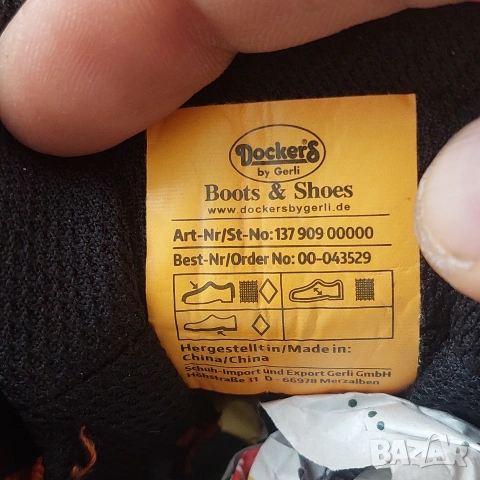 Dockers
by Gerli
Boots & Shoes
www.dockersbygerli.de
Art-Nr/St-No: 137 909 00000
Best-Nr/Order No: 00-043529
Hergestellt in/Made in:
China/China
Schuh-Import und Export Gerli GmbH
Höhstraße 31 D - 66978 Merzalben
BAZAR